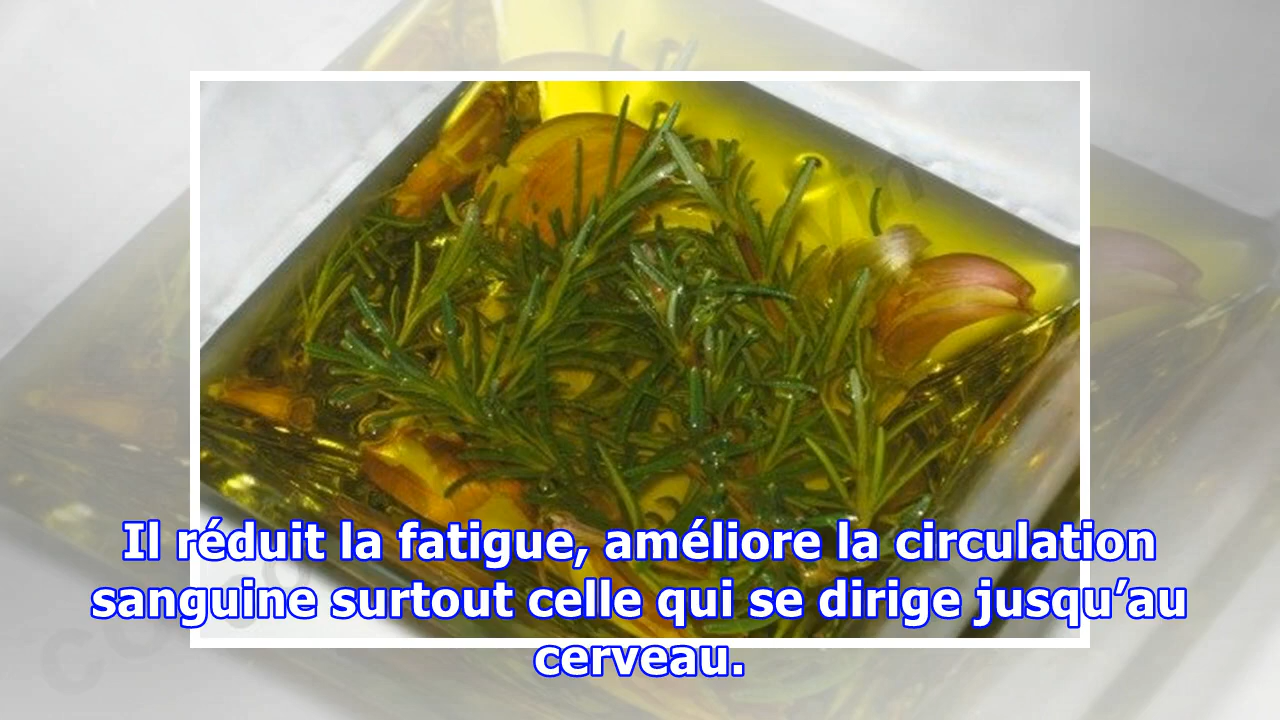 Il réduit la fatigue, améliore la circulation
sanguine surtout celle qui se dirige jusqu’au
cerveau.